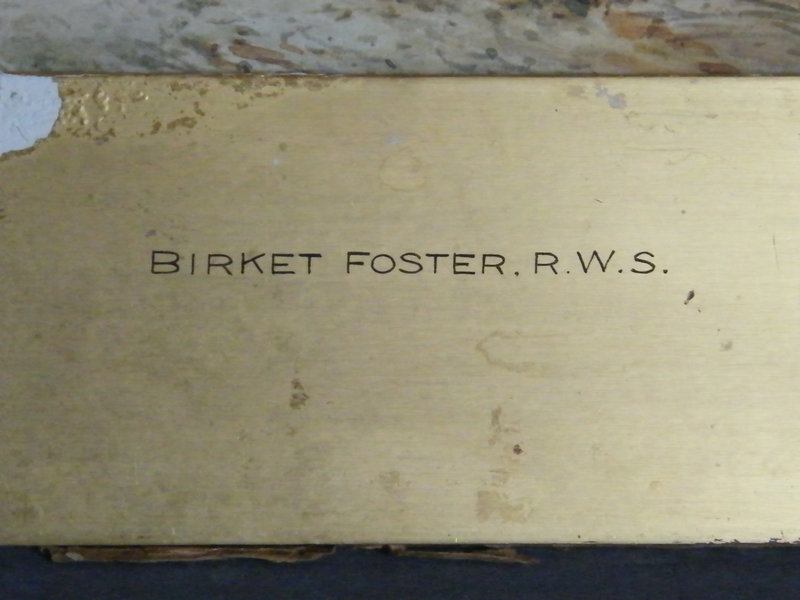 BIRKET FOSTER, R.W.S.